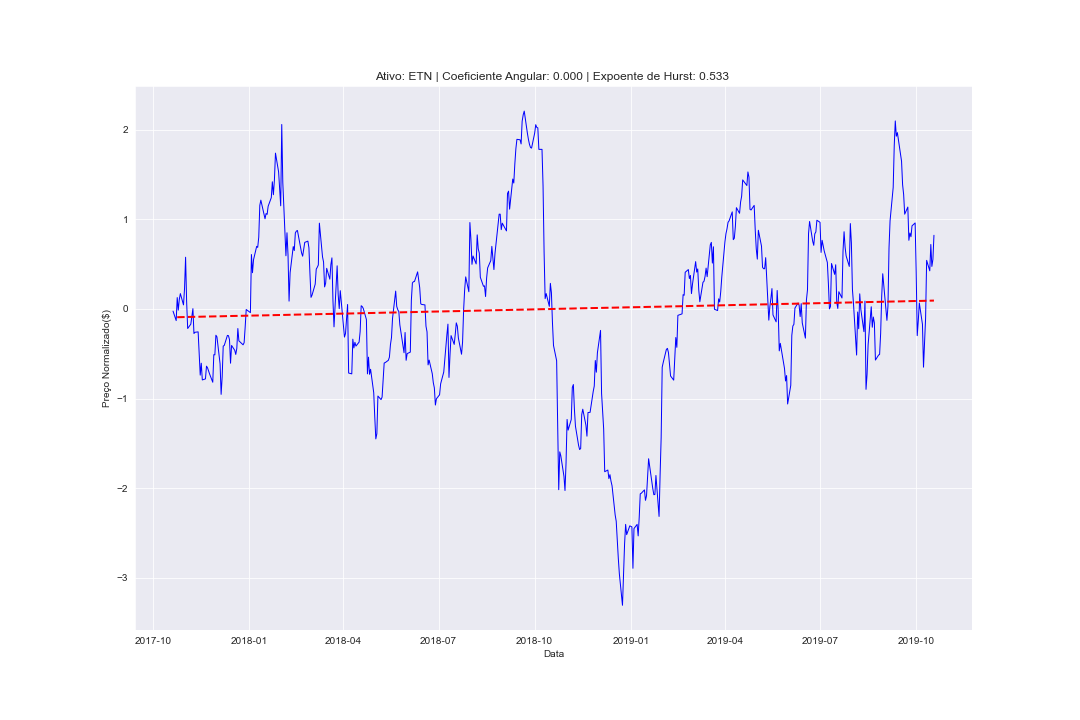 Ativo: ETN | Coeficiente Angular: 0.000 | Expoente de Hurst: 0.533
2
1
0
−1
−2
−3
Preço Normalizado($)
2017-10 2018-01 2018-04 2018-07 2018-10 2019-01 2019-04 2019-07 2019-10
Data